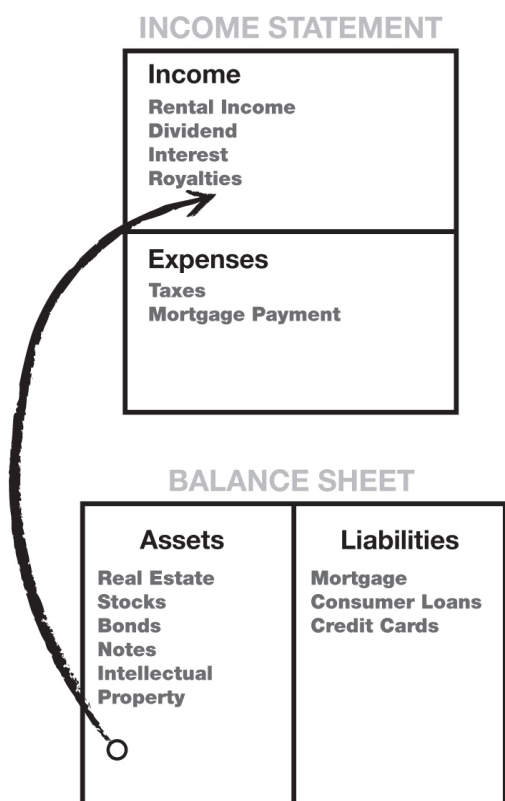 INCOME STATEMENT
Income
Rental Income
Dividend
Interest
Royalties
Expenses
Taxes
Mortgage Payment
BALANCE SHEET
Assets
Real Estate
Stocks
Bonds
Notes
Intellectual
Property
Liabilities
Mortgage
Consumer Loans
Credit Cards